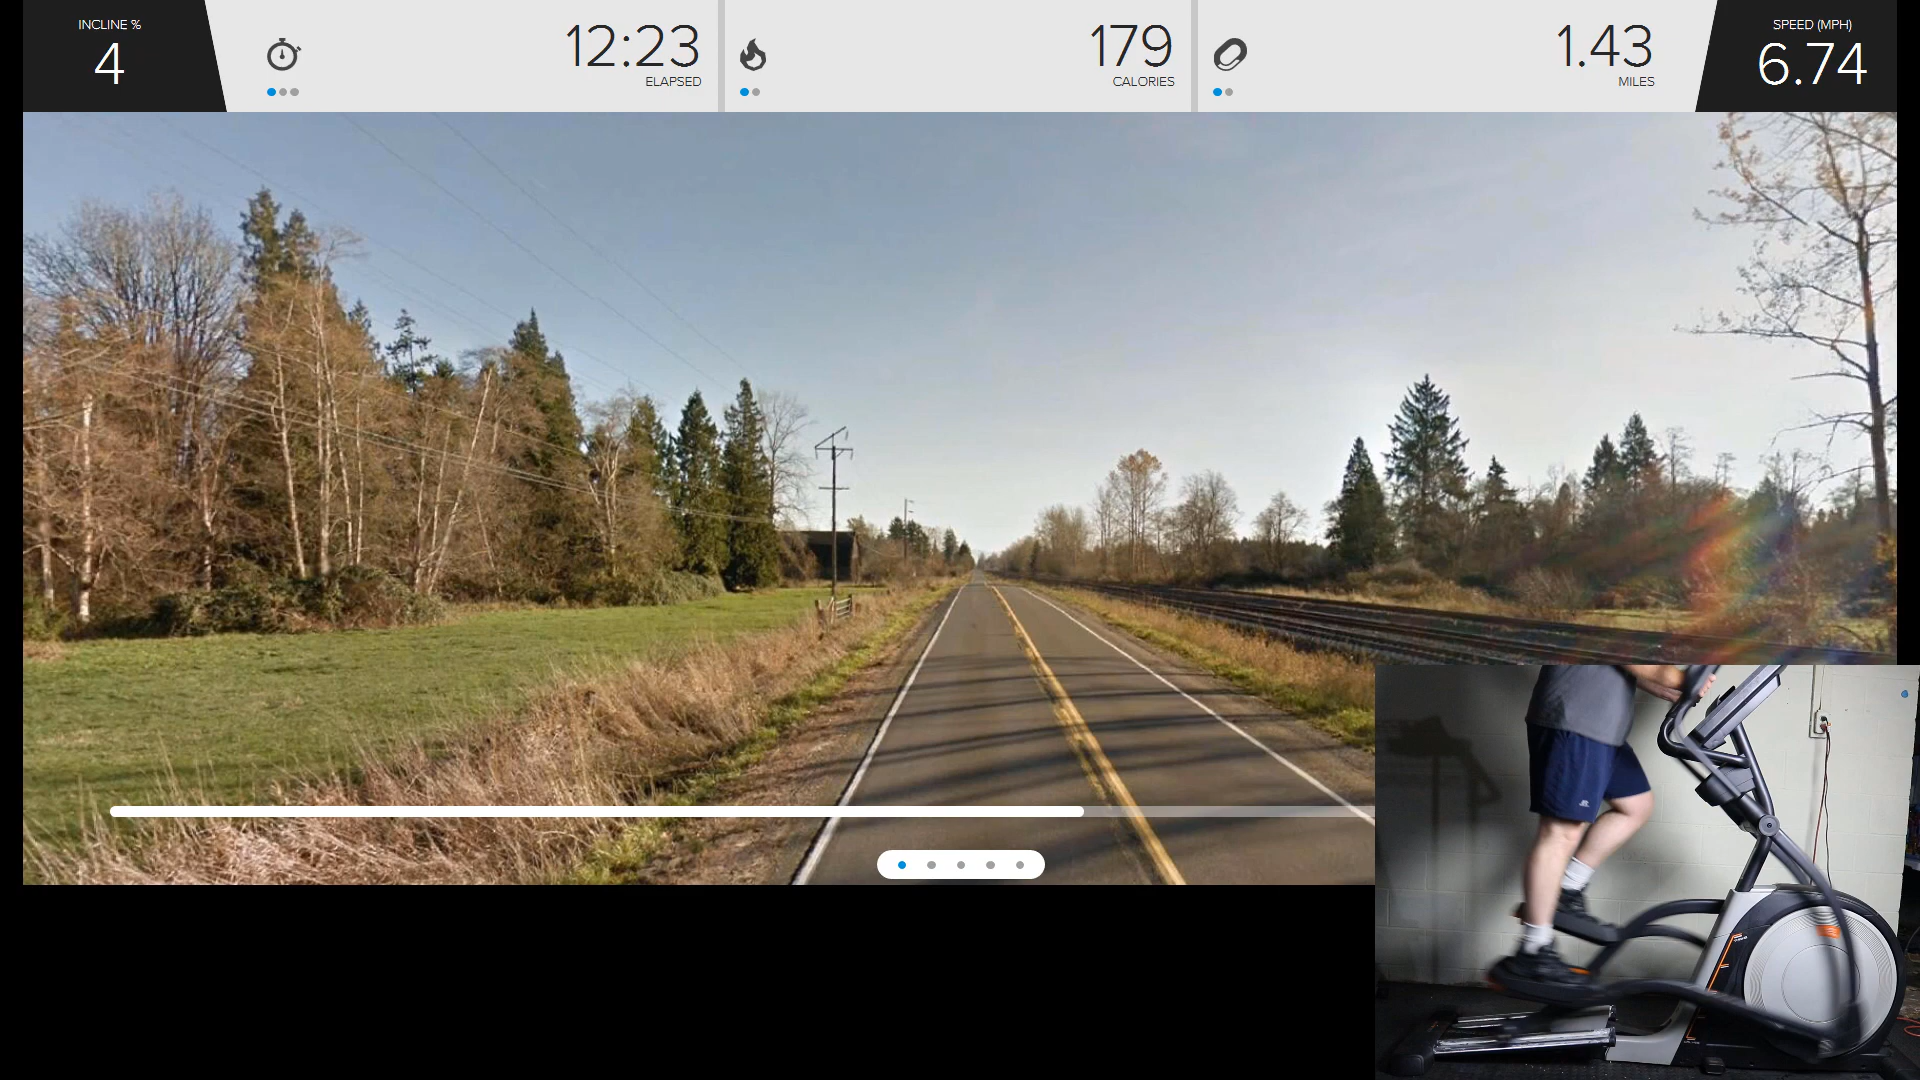 INCLINE %
4
12:23
ELAPSED
179
CALORIES
1.43
MILES
SPEED (MPH)
6.74